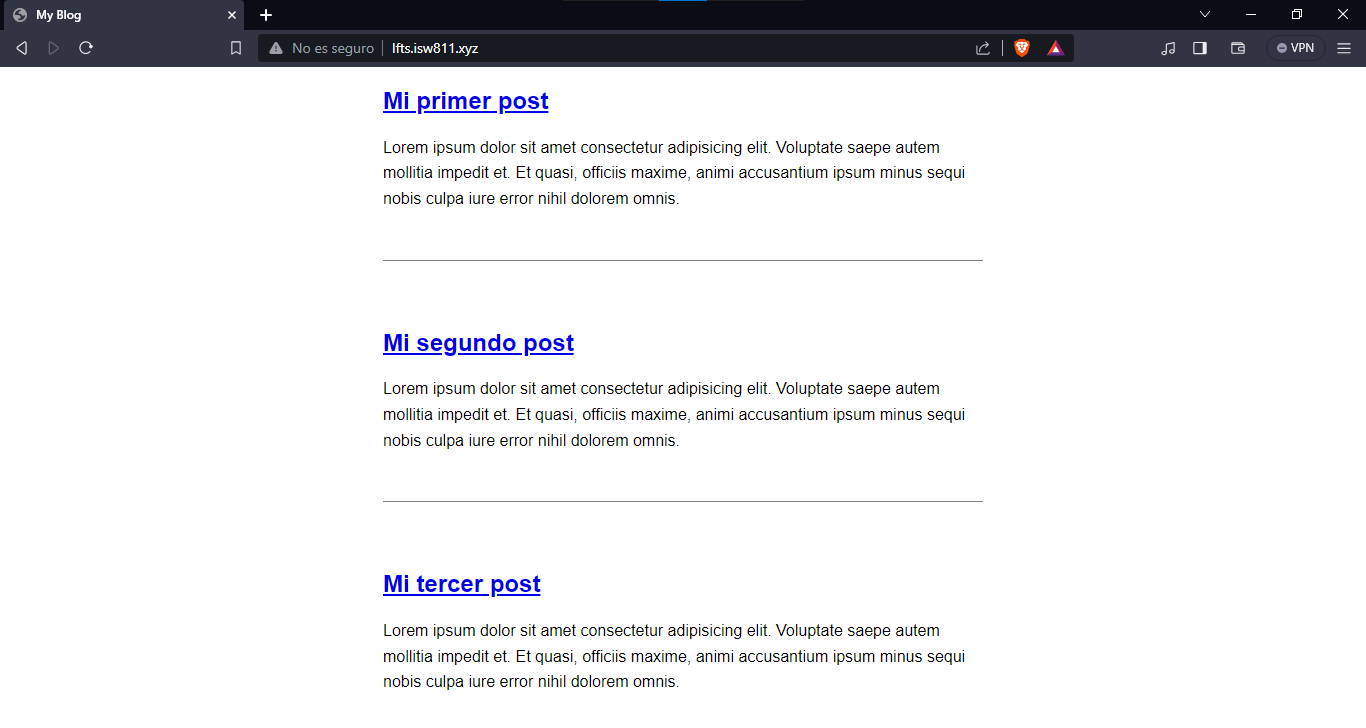 My Blog
No es seguro
lfts.isw811.xyz
VPN
Mi primer post
Lorem ipsum dolor sit amet consectetur adipisicing elit. Voluptate saepe autem
mollitia impedit et. Et quasi, officiis maxime, animi accusantium ipsum minus sequi
nobis culpa iure error nihil dolorem omnis.
Mi segundo post
Lorem ipsum dolor sit amet consectetur adipisicing elit. Voluptate saepe autem
mollitia impedit et. Et quasi, officiis maxime, animi accusantium ipsum minus sequi
nobis culpa iure error nihil dolorem omnis.
Mi tercer post
Lorem ipsum dolor sit amet consectetur adipisicing elit. Voluptate saepe autem
mollitia impedit et. Et quasi, officiis maxime, animi accusantium ipsum minus sequi
nobis culpa iure error nihil dolorem omnis.